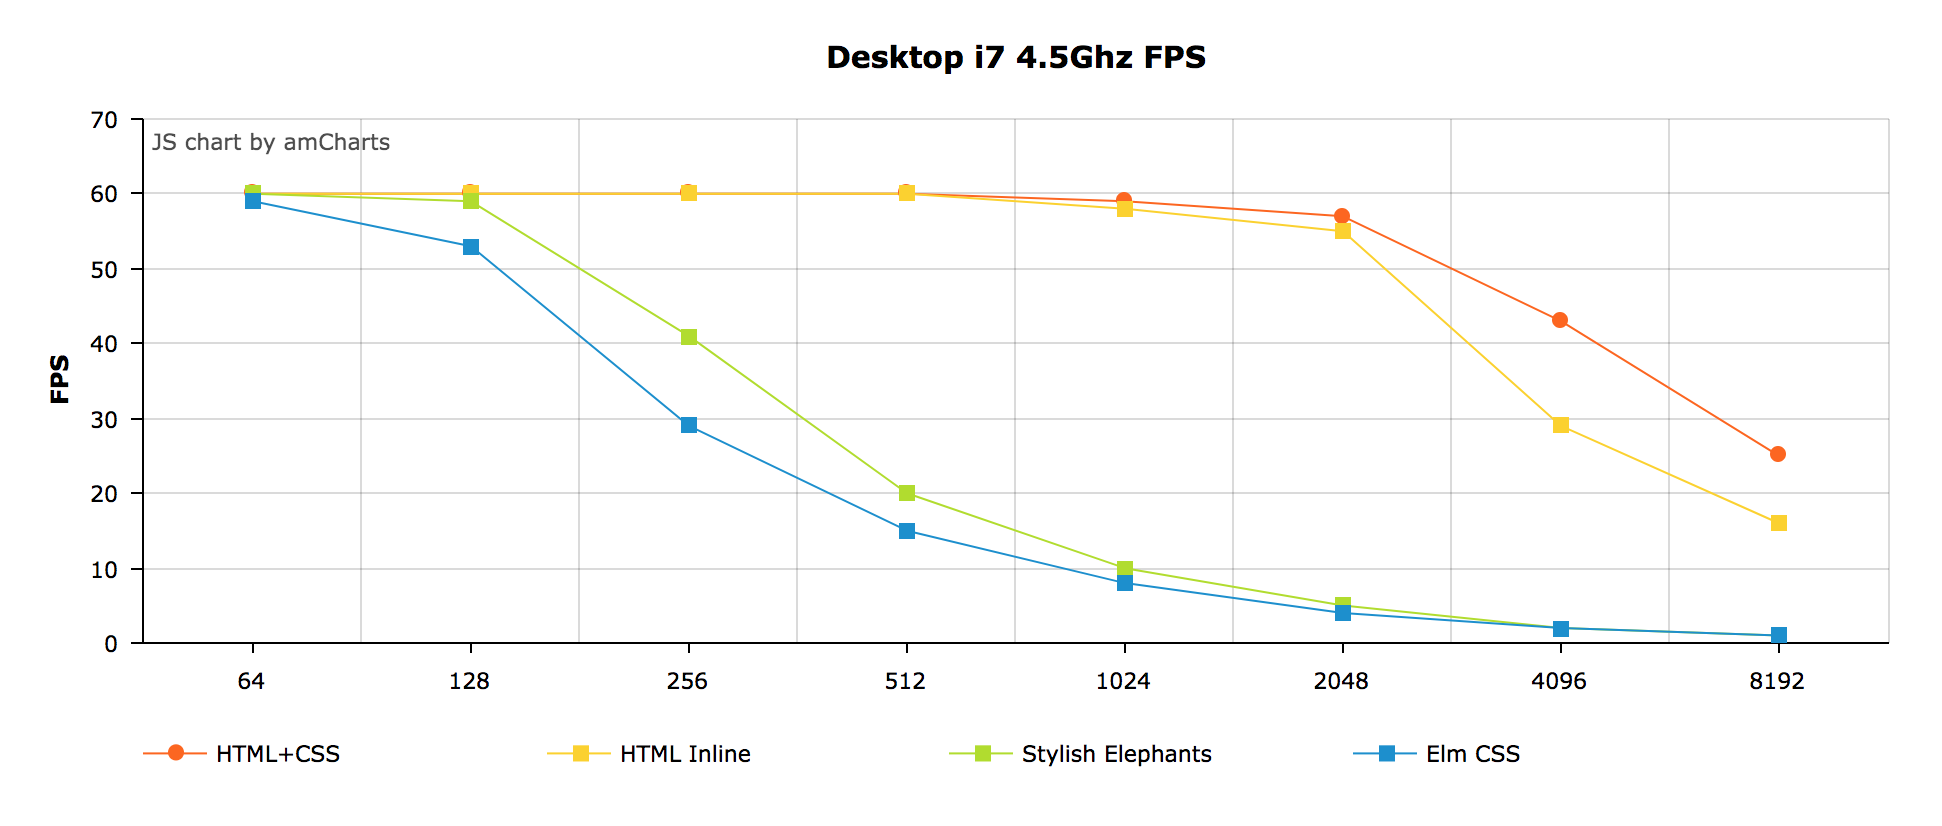 Desktop i7 4.5Ghz FPS
JS chart by amCharts
FPS
70
60
50
40
30
20
10
0
64 128 256 512 1024 2048 4096 8192
HTML+CSS HTML Inline Stylish Elephants Elm CSS